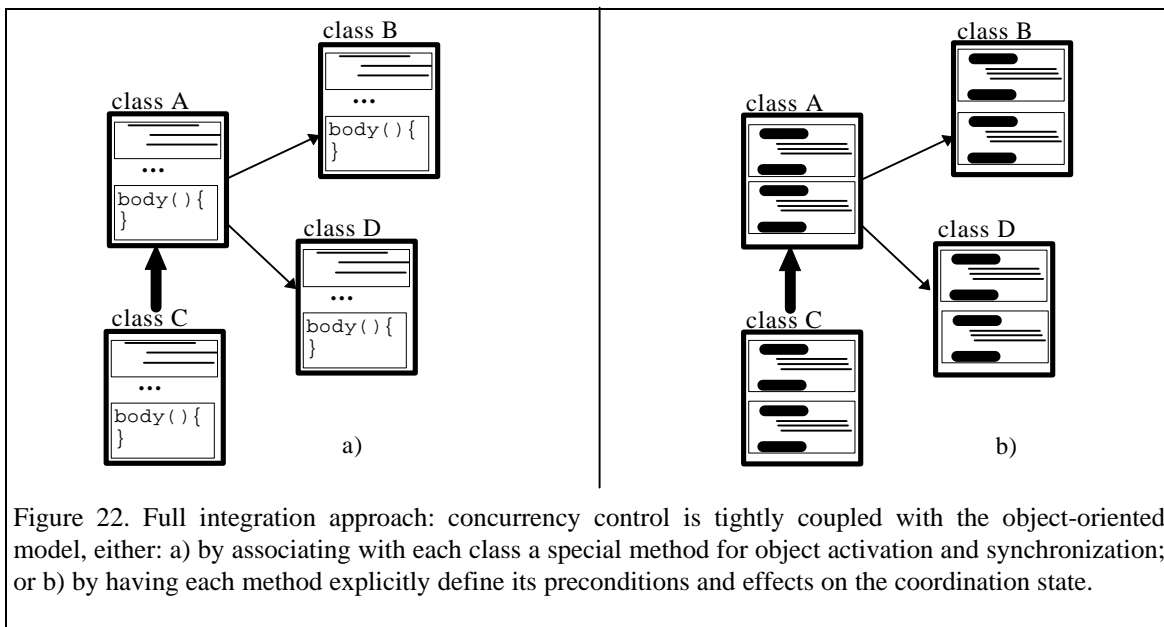 class B
body(){
}
class A
body(){
}
class D
body(){
}
class C
body(){
}
a)
class B
class A
class D
class C
b)
Figure 22. Full integration approach: concurrency control is tightly coupled with the object-oriented
model, either: a) by associating with each class a special method for object activation and synchronization;
or b) by having each method explicitly define its preconditions and effects on the coordination state.